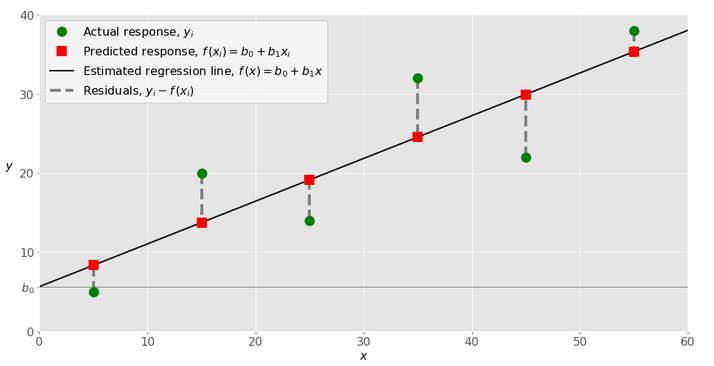 40
Actual response, yᵢ
Predicted response, f(xᵢ) = b₀ + b₁xᵢ
Estimated regression line, f(x) = b₀ + b₁x
Residuals, yᵢ − f(xᵢ)
30
y
20
10
b₀
0
0 10 20 30 40 50 60
x